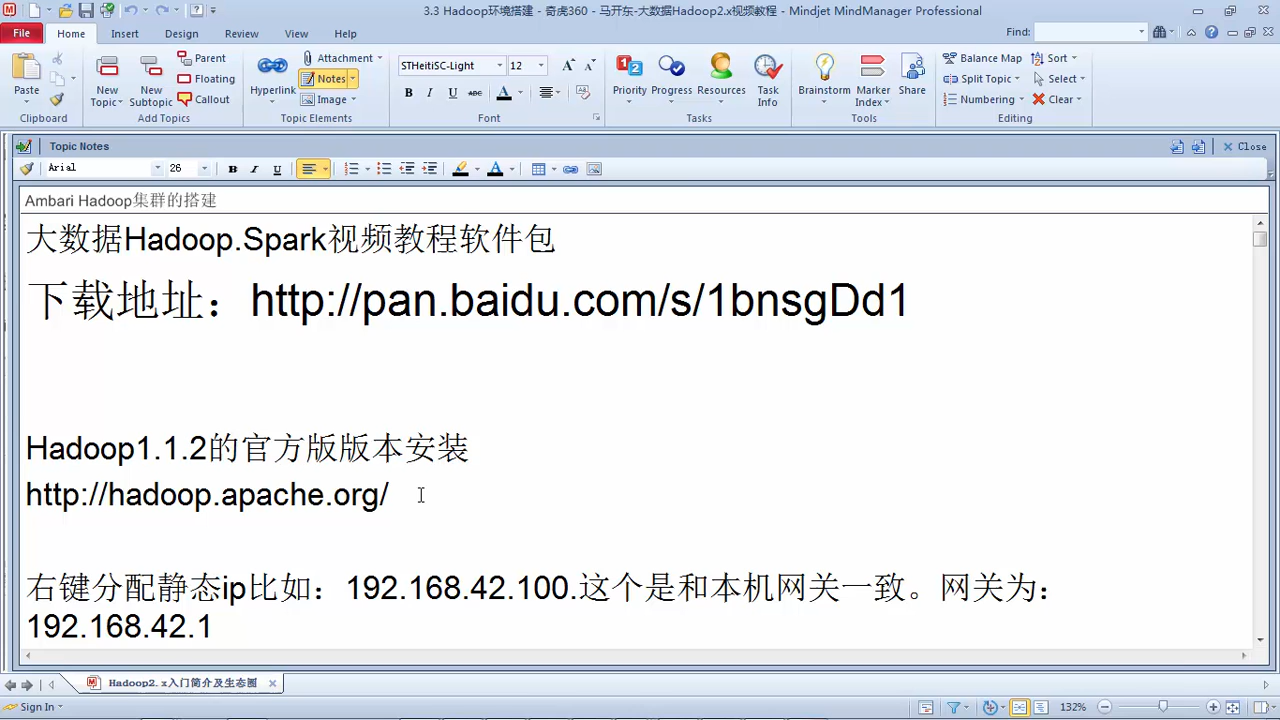 3.3 Hadoop环境搭建 - 奇虎360 - 马开东-大数据Hadoop2.x视频教程 - Mindjet MindManager Professional
File Home Insert Design Review View Help Find:
Paste New Topic New Subtopic Parent Floating Callout Hyperlink Attachment Notes Image STHeitiSC-Light 12 Priority Progress Resources Task Info Brainstorm Marker Index Share Balance Map Split Topic Numbering Sort Select Clear
Clipboard Add Topics Topic Elements Font Tasks Tools Editing
Topic Notes Close
Arial 26
Ambari Hadoop集群的搭建
大数据Hadoop.Spark视频教程软件包
下载地址：http://pan.baidu.com/s/1bnsgDd1
Hadoop1.1.2的官方版版本安装
http://hadoop.apache.org/
右键分配静态ip比如：192.168.42.100.这个是和本机网关一致。网关为：
192.168.42.1
Hadoop2.x入门简介及生态圈
Sign In 132%